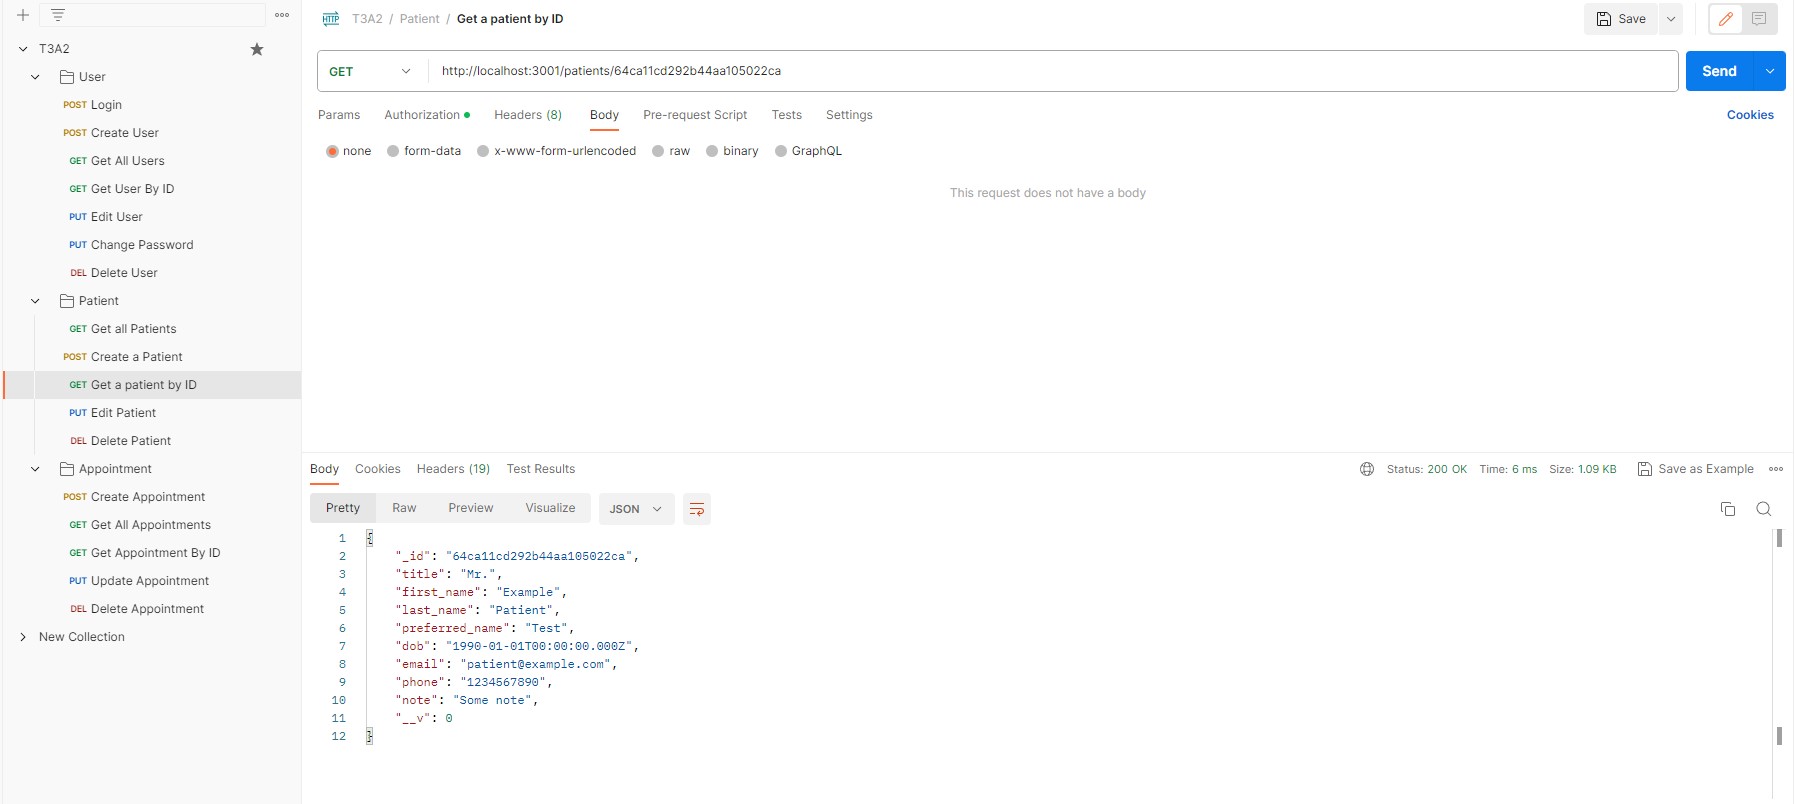 T3A2
User
POST Login
POST Create User
GET Get All Users
GET Get User By ID
PUT Edit User
PUT Change Password
DEL Delete User
Patient
GET Get all Patients
POST Create a Patient
GET Get a patient by ID
PUT Edit Patient
DEL Delete Patient
Appointment
POST Create Appointment
GET Get All Appointments
GET Get Appointment By ID
PUT Update Appointment
DEL Delete Appointment
New Collection
HTTP T3A2 / Patient / Get a patient by ID
Save
GET http://localhost:3001/patients/64ca11cd292b44aa105022ca
Send
Params Authorization Headers (8) Body Pre-request Script Tests Settings Cookies
none form-data x-www-form-urlencoded raw binary GraphQL
This request does not have a body
Body Cookies Headers (19) Test Results Status: 200 OK Time: 6 ms Size: 1.09 KB Save as Example
Pretty Raw Preview Visualize JSON
1 {
2 "_id": "64ca11cd292b44aa105022ca",
3 "title": "Mr.",
4 "first_name": "Example",
5 "last_name": "Patient",
6 "preferred_name": "Test",
7 "dob": "1990-01-01T00:00:00.000Z",
8 "email": "patient@example.com",
9 "phone": "1234567890",
10 "note": "Some note",
11 "__v": 0
12 }